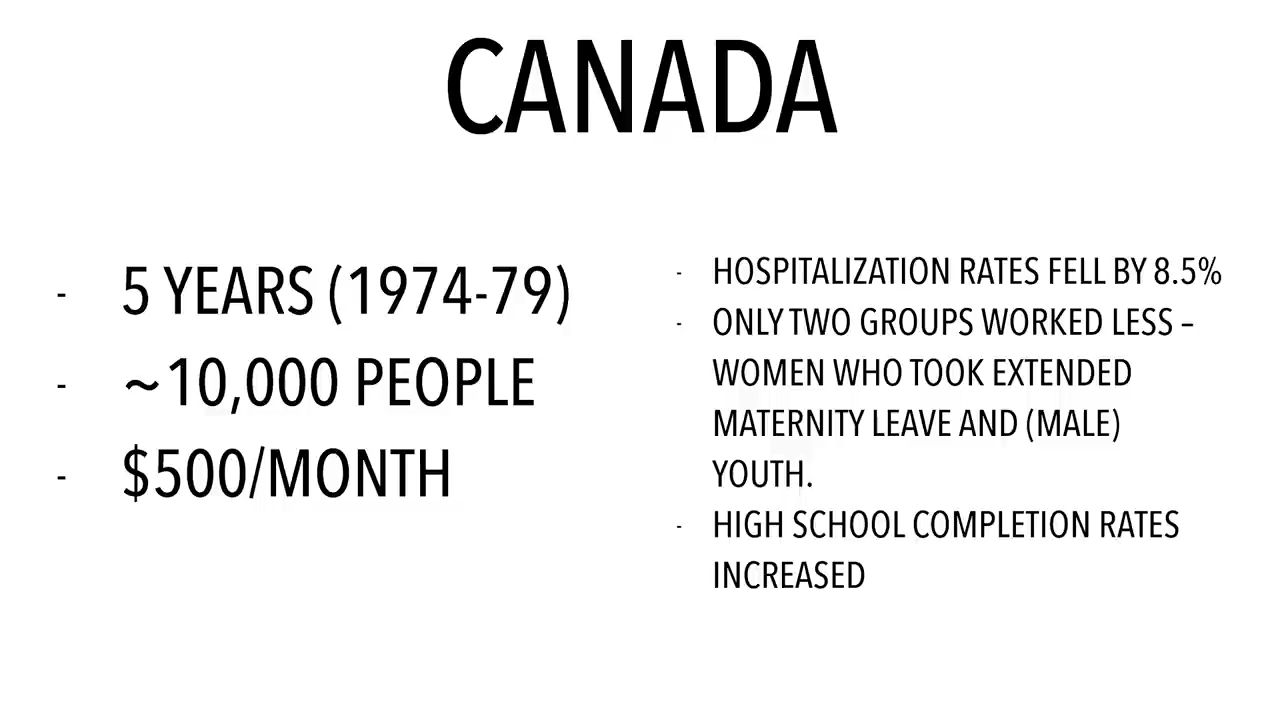 CANADA
- 5 YEARS (1974-79)
- ~10,000 PEOPLE
- $500/MONTH
- HOSPITALIZATION RATES FELL BY 8.5%
- ONLY TWO GROUPS WORKED LESS –
WOMEN WHO TOOK EXTENDED
MATERNITY LEAVE AND (MALE)
YOUTH.
- HIGH SCHOOL COMPLETION RATES
INCREASED